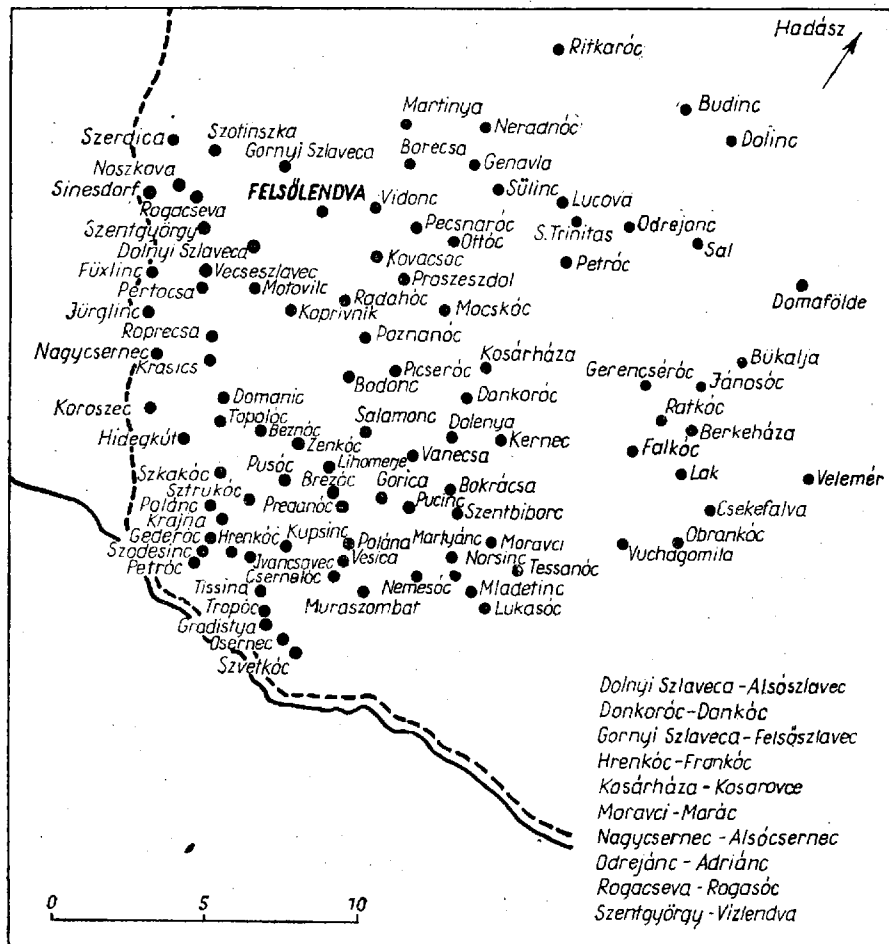 Hadász
Ritkaróc
Budinc
Martinya
Neradnóc
Dolinc
Szerdica
Szotinszka
Borecsa
Genavla
Gornyi Szlaveca
Noszkova
Sinesdorf
FELSŐLENDVA
Vidonc
Sülinc
Lucova
Rogacseva
Szentgyörgy
Pecsnaróc
Ottóc
S.Trinitas
Odrejanc
Sal
Dolnyi Szlaveca
Kovacsoc
Petróc
Füxlinc
Vecseszlavec
Proszeszdol
Pertocsa
Motovilc
Radahóc
Domafölde
Jürglinc
Koprivnik
Mocskóc
Roprecsa
Poznanóc
Nagycsernec
Krasics
Bodonc
Picseróc
Kosárháza
Gerencséróc
Bükalja
Jánosóc
Koroszec
Domanic
Donkoróc
Topolóc
Salamonc
Ratkóc
Hidegkút
Beznóc
Zenkóc
Dolenya
Kernec
Berkeháza
Vanecsa
Falkóc
Szkakóc
Pusóc
Lihomerje
Lak
Velemér
Sztrukóc
Brezóc
Gorica
Bokrácsa
Polánc
Predanóc
Pucinc
Szentbiborc
Csekefalva
Krajna
Gederóc
Hrenkóc
Kupsinc
Polána
Martyánc
Moravci
Vuchagomila
Obrankóc
Szodesinc
Ivancsavec
Vesica
Norsinc
Petróc
Csernelóc
Tessanóc
Tissina
Muraszombat
Nemesóc
Mladetinc
Tropóc
Lukasóc
Gradistya
Osernec
Szvetkóc
Dolnyi Szlaveca - Alsószlavec
Donkoróc-Dankóc
Gornyi Szlaveca-Felsőszlavec
Hrenkóc-Frankóc
Kosárháza - Kosarovce
Moravci-Marác
Nagycsernec - Alsócsernec
Odrejánc - Adriánc
Rogacseva - Rogasóc
Szentgyörgy - Vizlendva
0 5 10